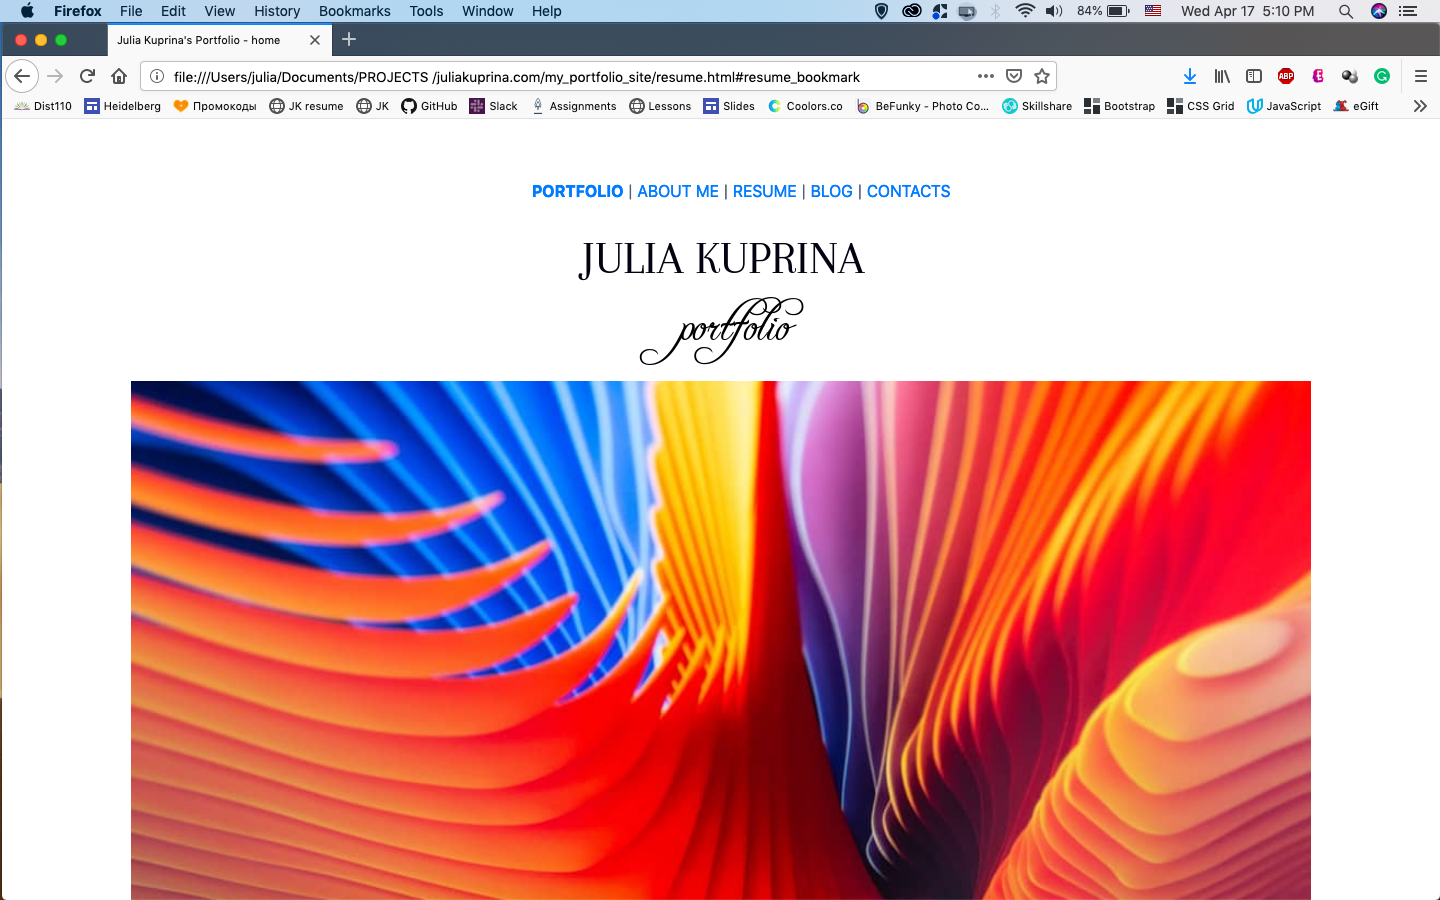 Firefox File Edit View History Bookmarks Tools Window Help 84% Wed Apr 17 5:10 PM
Julia Kuprina's Portfolio - home
file:///Users/julia/Documents/PROJECTS /juliakuprina.com/my_portfolio_site/resume.html#resume_bookmark ABP
Dist110 Heidelberg Промокоды JK resume JK GitHub Slack Assignments Lessons Slides Coolors.co BeFunky - Photo Co... Skillshare Bootstrap CSS Grid JavaScript eGift
PORTFOLIO | ABOUT ME | RESUME | BLOG | CONTACTS
JULIA KUPRINA
portfolio